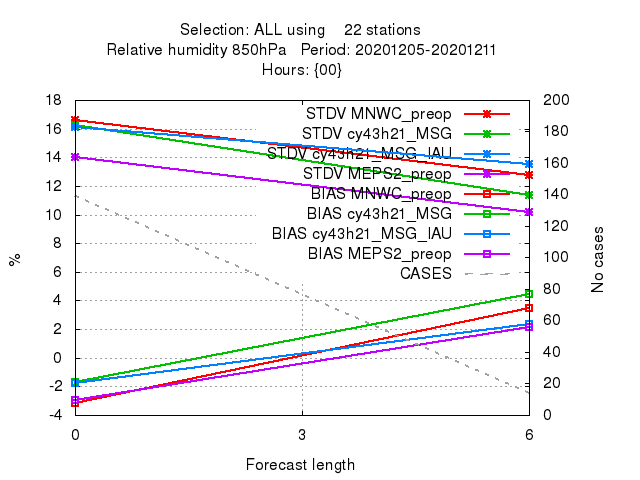 Selection: ALL using 22 stations
Relative humidity 850hPa Period: 20201205-20201211
Hours: {00}
18 200
16 180
14 160
12 140
10 120
8 100
6 80
4 60
2 40
0 20
-2 0
-4
STDV MNWC_preop
STDV cy43h21_MSG
STDV cy43h21_MSG_IAU
STDV MEPS2_preop
BIAS MNWC_preop
BIAS cy43h21_MSG
BIAS cy43h21_MSG_IAU
BIAS MEPS2_preop
CASES
%
No cases
0 3 6
Forecast length